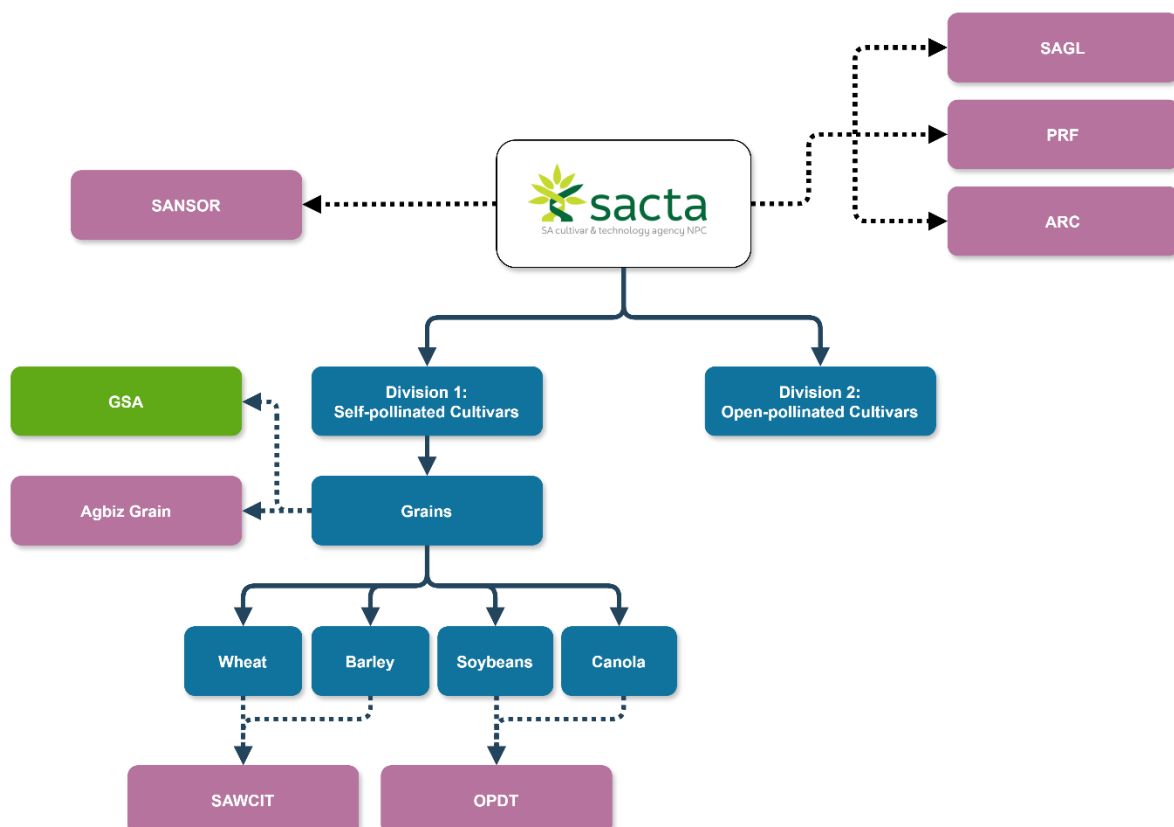 SAGL
PRF
SANSOR
sacta
SA cultivar & technology agency NPC
ARC
GSA
Division 1:
Self-pollinated Cultivars
Division 2:
Open-pollinated Cultivars
Agbiz Grain
Grains
Wheat
Barley
Soybeans
Canola
SAWCIT
OPDT